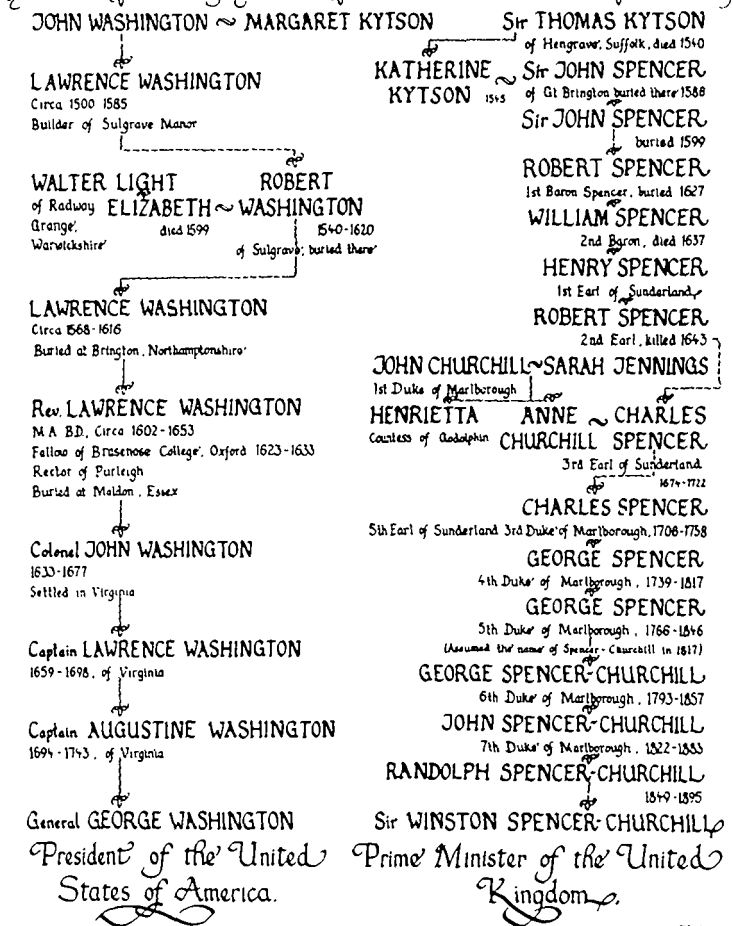 JOHN WASHINGTON ~ MARGARET KYTSON
LAWRENCE WASHINGTON
Circa 1500 1585
Builder of Sulgrave Manor
WALTER LIGHT
of Radway
Grange,
Warwickshire
ELIZABETH ~
died 1599
ROBERT
WASHINGTON
1540-1620
of Sulgrave; buried there
LAWRENCE WASHINGTON
Circa 1568-1616
Buried at Brington, Northamptonshire
Rev. LAWRENCE WASHINGTON
M A B.D., Circa 1602-1653
Fellow of Brasenose College, Oxford 1623-1633
Rector of Purleigh
Buried at Maldon, Essex
Colonel JOHN WASHINGTON
1633-1677
Settled in Virginia
Captain LAWRENCE WASHINGTON
1659-1698, of Virginia
Captain AUGUSTINE WASHINGTON
1694-1743, of Virginia
General GEORGE WASHINGTON
President of the United
States of America.
Sir THOMAS KYTSON
of Hengrave, Suffolk, died 1540
KATHERINE ~
KYTSON 1545
Sir JOHN SPENCER
of Gt Brington buried there 1586
Sir JOHN SPENCER
buried 1599
ROBERT SPENCER
1st Baron Spencer, buried 1627
WILLIAM SPENCER
2nd Baron, died 1637
HENRY SPENCER
1st Earl of Sunderland
ROBERT SPENCER
2nd Earl, killed 1643
JOHN CHURCHILL ~ SARAH JENNINGS
1st Duke of Marlborough
HENRIETTA
Countess of Godolphin
ANNE ~
CHURCHILL
CHARLES
SPENCER
3rd Earl of Sunderland
1674-1722
CHARLES SPENCER
5th Earl of Sunderland 3rd Duke of Marlborough, 1706-1758
GEORGE SPENCER
4th Duke of Marlborough, 1739-1817
GEORGE SPENCER
5th Duke of Marlborough, 1766-1846
(Assumed the name of Spencer-Churchill in 1817)
GEORGE SPENCER-CHURCHILL
6th Duke of Marlborough, 1793-1857
JOHN SPENCER-CHURCHILL
7th Duke of Marlborough, 1822-1883
RANDOLPH SPENCER-CHURCHILL
1849-1895
Sir WINSTON SPENCER-CHURCHILL
Prime Minister of the United
Kingdom.